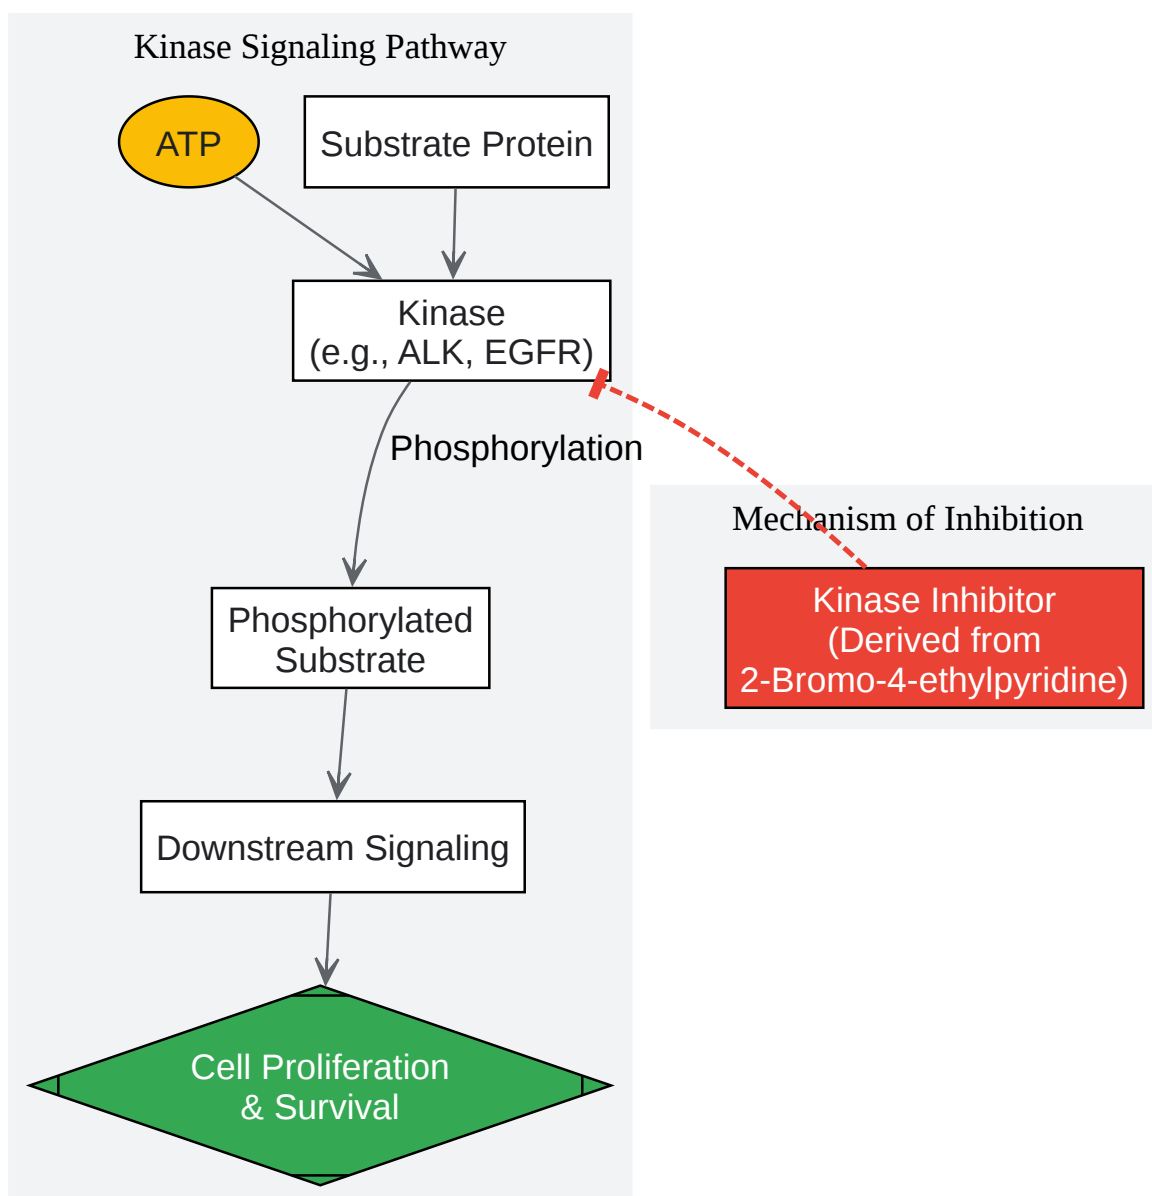 Kinase Signaling Pathway
ATP
Substrate Protein
Kinase
(e.g., ALK, EGFR)
Phosphorylation
Mechanism of Inhibition
Kinase Inhibitor
(Derived from
2-Bromo-4-ethylpyridine)
Phosphorylated
Substrate
Downstream Signaling
Cell Proliferation
& Survival